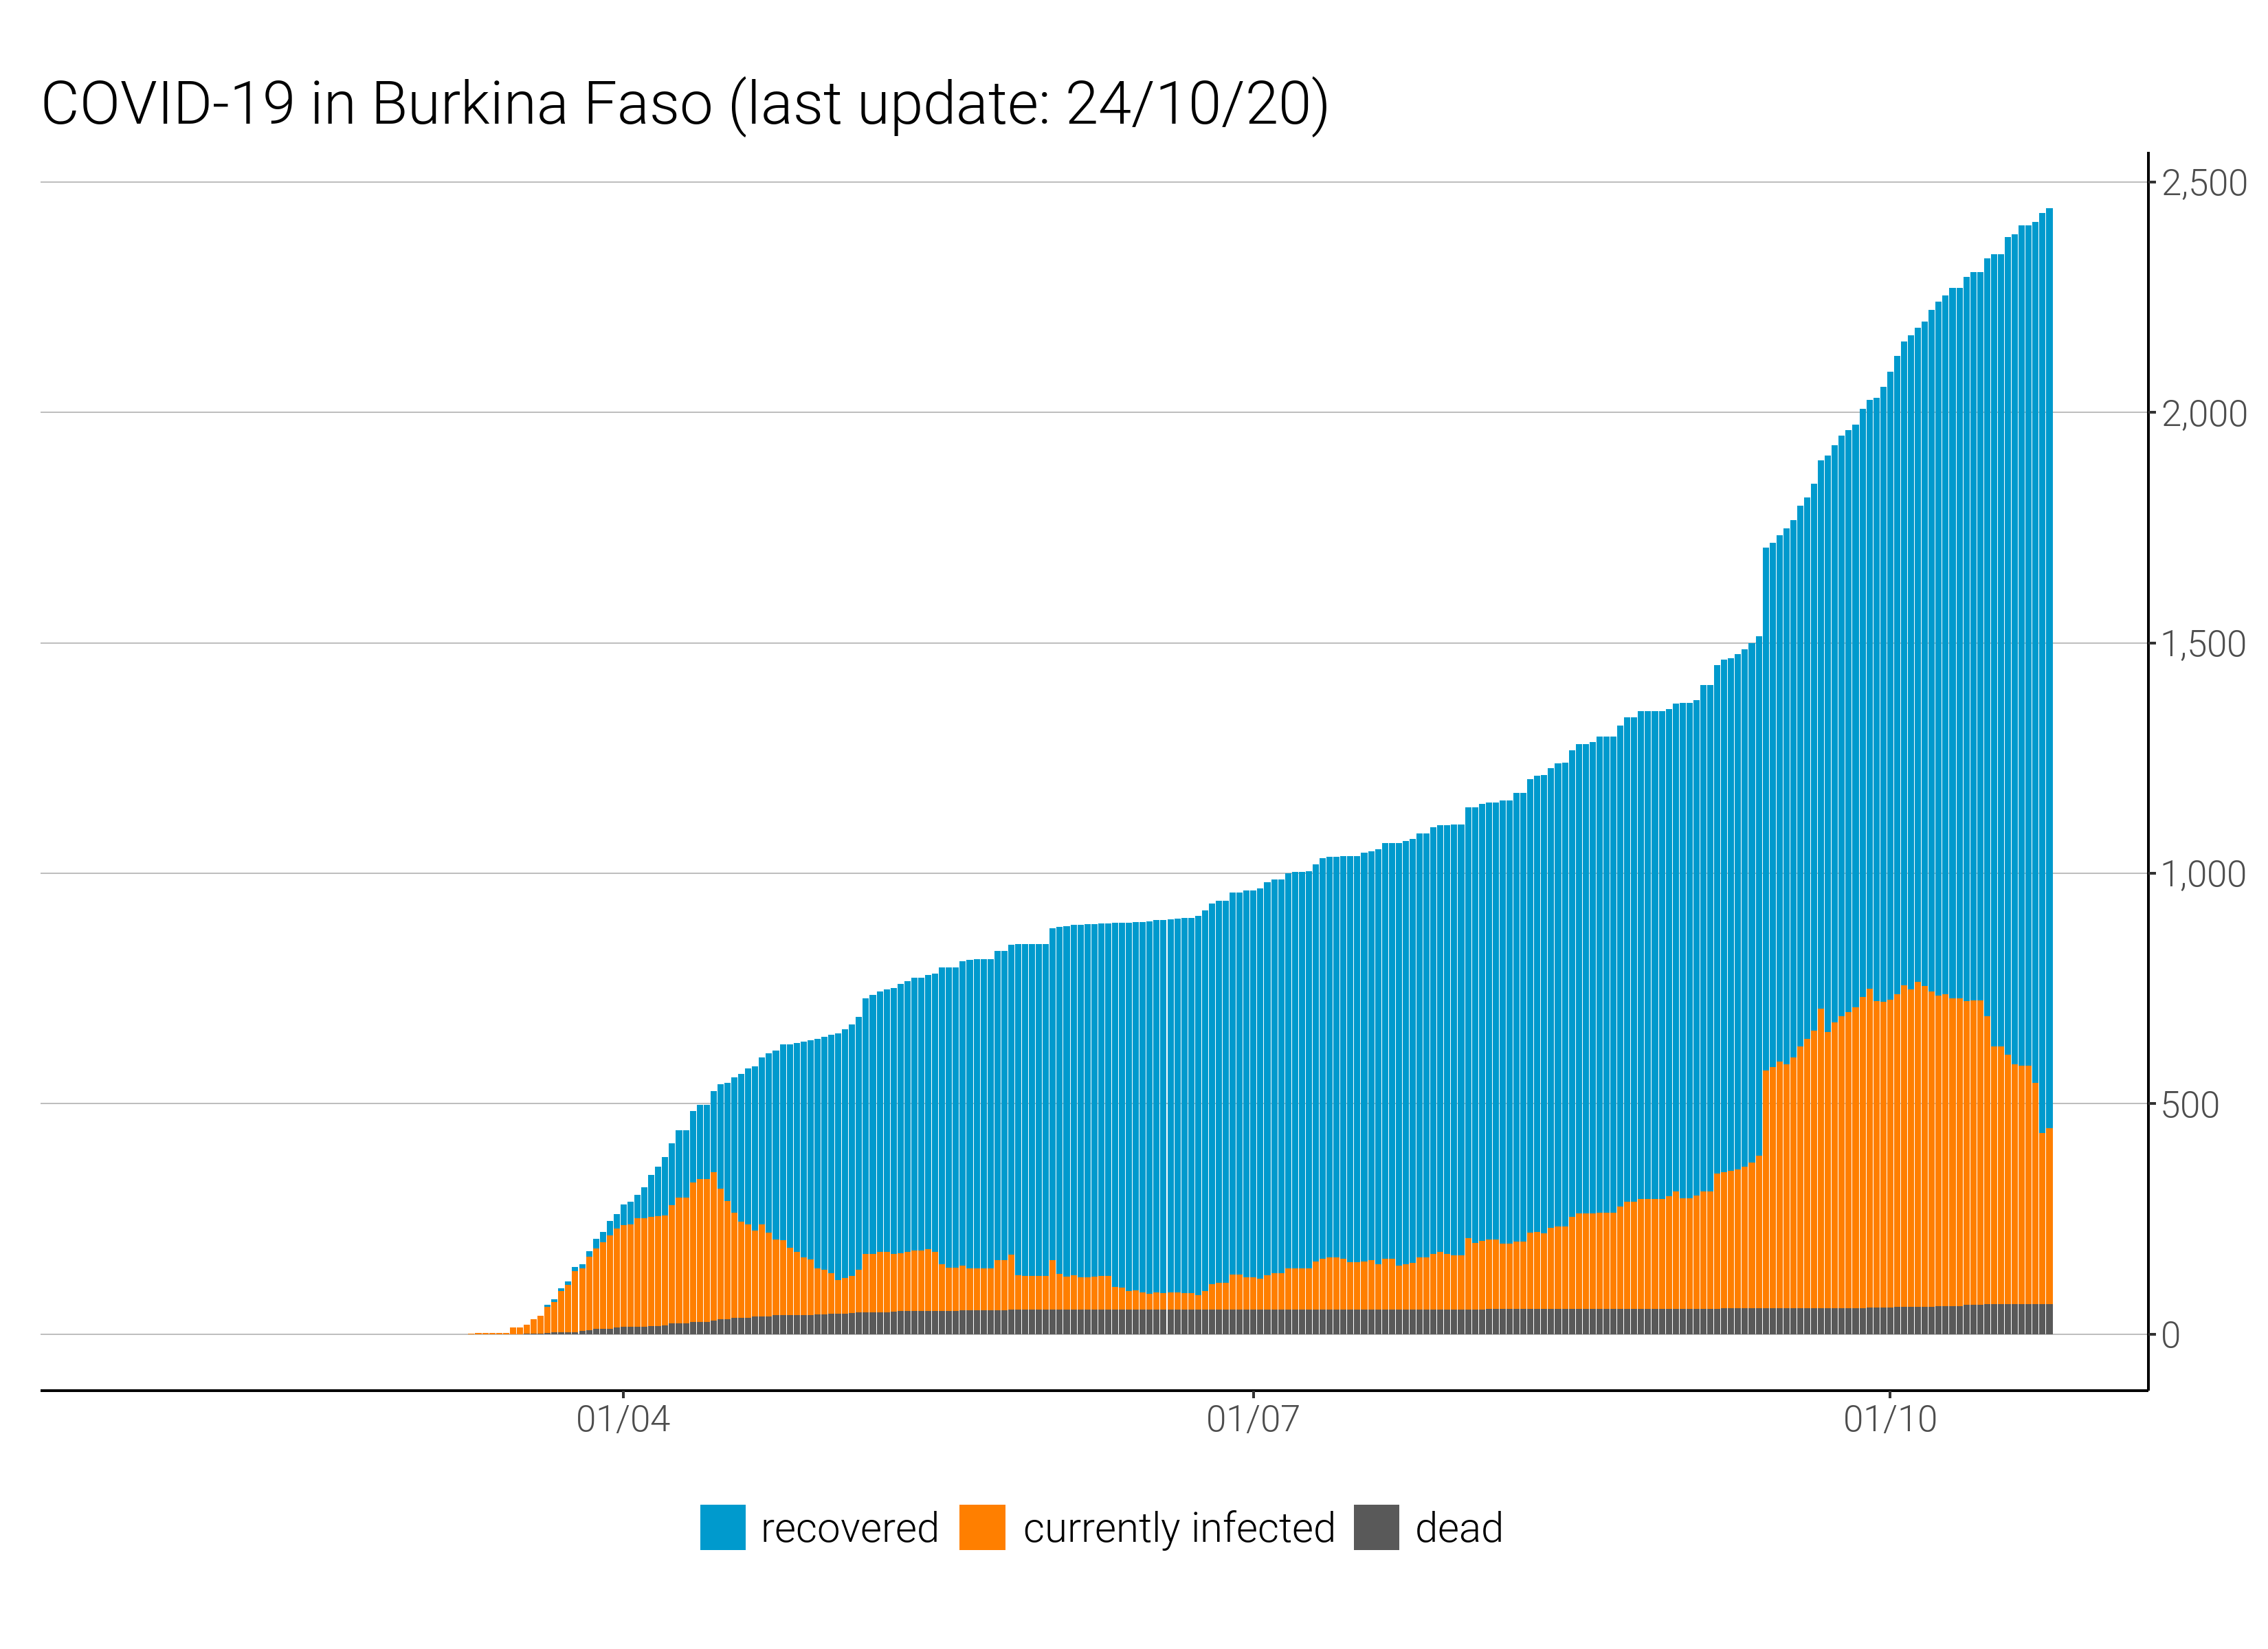 COVID-19 in Burkina Faso (last update: 24/10/20)
2,500
2,000
1,500
1,000
500
0
01/04 01/07 01/10
recovered currently infected dead